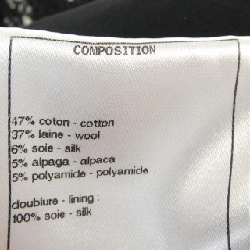 COMPOSITION
47% coton - cotton
37% laine - wool
6% soie - silk
5% alpaga - alpaca
5% polyamide - polyamide
doublure - lining :
100% soie - silk